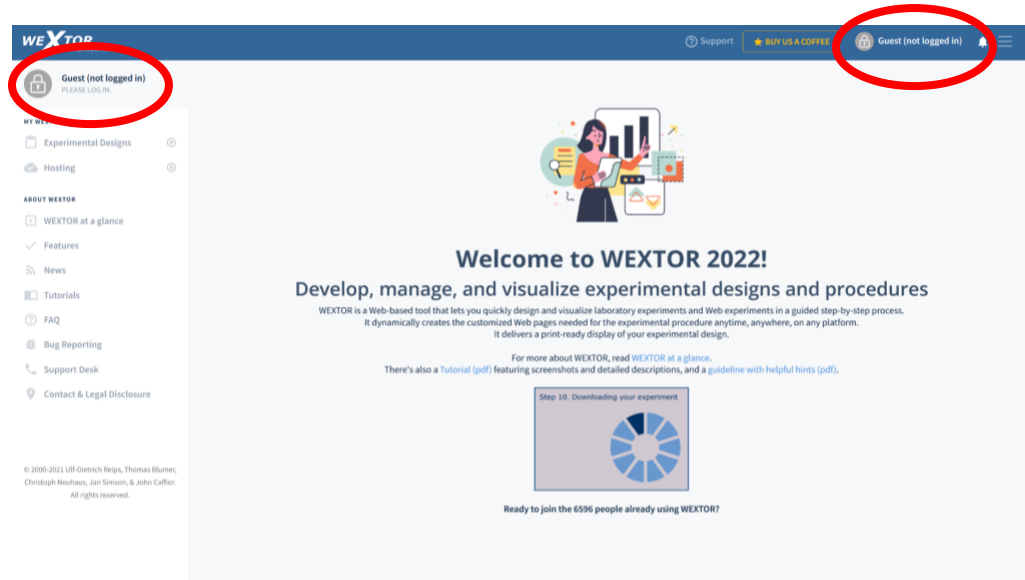 WEXTOR
Support
★ BUY US A COFFEE
Guest (not logged in)
Guest (not logged in)
PLEASE LOG IN.
Experimental Designs
Hosting
ABOUT WEXTOR
WEXTOR at a glance
Features
News
Tutorials
FAQ
Bug Reporting
Support Desk
Contact & Legal Disclosure
© 2000-2021 Ulf-Dietrich Reips, Thomas Blumer,
Christoph Neuhaus, Jan Simson, & John Caffier.
All rights reserved.
Welcome to WEXTOR 2022!
Develop, manage, and visualize experimental designs and procedures
WEXTOR is a Web-based tool that lets you quickly design and visualize laboratory experiments and Web experiments in a guided step-by-step process.
It dynamically creates the customized Web pages needed for the experimental procedure anytime, anywhere, on any platform.
It delivers a print-ready display of your experimental design.
For more about WEXTOR, read WEXTOR at a glance.
There's also a Tutorial (pdf) featuring screenshots and detailed descriptions, and a guideline with helpful hints (pdf).
Step 10. Downloading your experiment
Ready to join the 6596 people already using WEXTOR?